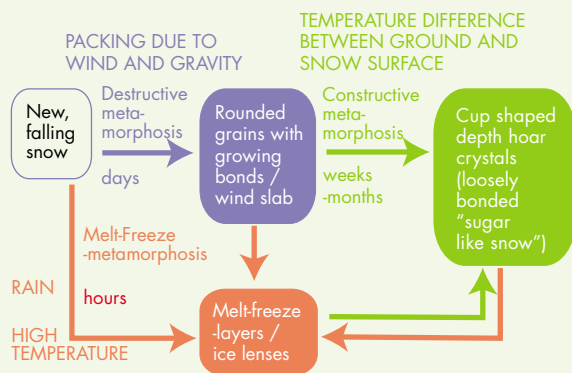 PACKING DUE TO
WIND AND GRAVITY
TEMPERATURE DIFFERENCE
BETWEEN GROUND AND
SNOW SURFACE
New,
falling
snow
Destructive
meta-
morphosis
days
Rounded
grains with
growing
bonds /
wind slab
Constructive
meta-
morphosis
weeks
-months
Cup shaped
depth hoar
crystals
(loosely
bonded
“sugar
like snow”)
Melt-Freeze
-metamorphosis
RAIN
hours
HIGH
TEMPERATURE
Melt-freeze
-layers /
ice lenses